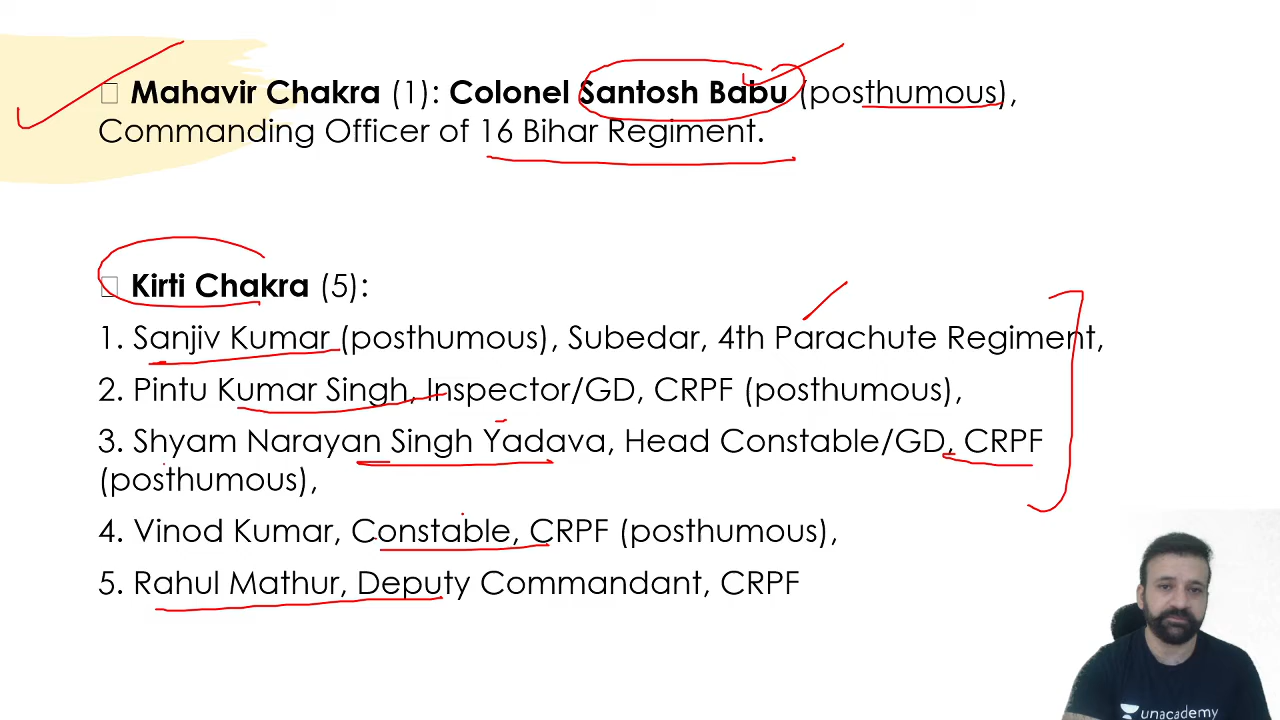 Mahavir Chakra (1): Colonel Santosh Babu (posthumous),
Commanding Officer of 16 Bihar Regiment.
Kirti Chakra (5):
1. Sanjiv Kumar (posthumous), Subedar, 4th Parachute Regiment,
2. Pintu Kumar Singh, Inspector/GD, CRPF (posthumous),
3. Shyam Narayan Singh Yadava, Head Constable/GD, CRPF
(posthumous),
4. Vinod Kumar, Constable, CRPF (posthumous),
5. Rahul Mathur, Deputy Commandant, CRPF
unacademy